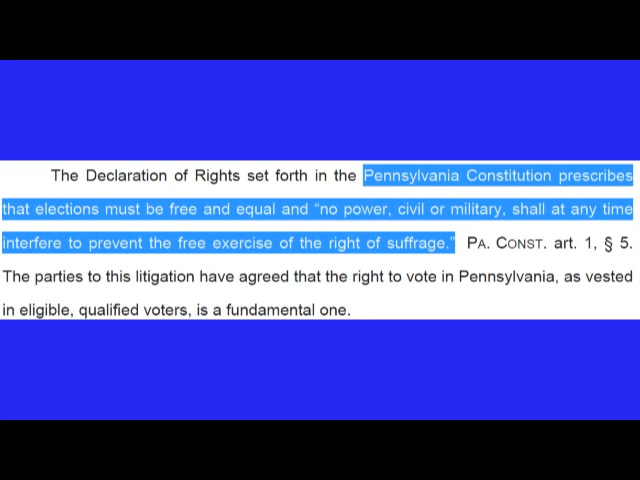 The Declaration of Rights set forth in the Pennsylvania Constitution prescribes
that elections must be free and equal and “no power, civil or military, shall at any time
interfere to prevent the free exercise of the right of suffrage.” PA. CONST. art. 1, § 5.
The parties to this litigation have agreed that the right to vote in Pennsylvania, as vested
in eligible, qualified voters, is a fundamental one.